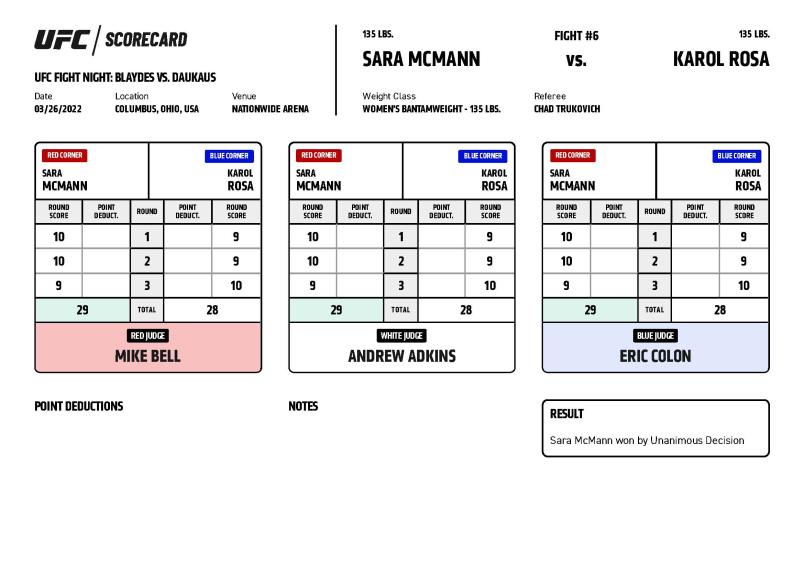 UFC / SCORECARD
UFC FIGHT NIGHT: BLAYDES VS. DAUKAUS
Date Location Venue
03/26/2022 COLUMBUS, OHIO, USA NATIONWIDE ARENA
135 LBS. FIGHT #6 135 LBS.
SARA MCMANN VS. KAROL ROSA
Weight Class Referee
WOMEN'S BANTAMWEIGHT - 135 LBS. CHAD TRUKOVICH
RED CORNER BLUE CORNER
SARA KAROL
MCMANN ROSA
ROUND SCORE POINT DEDUCT. ROUND POINT DEDUCT. ROUND SCORE
10 1 9
10 2 9
9 3 10
29 TOTAL 28
RED JUDGE
MIKE BELL
RED CORNER BLUE CORNER
SARA KAROL
MCMANN ROSA
ROUND SCORE POINT DEDUCT. ROUND POINT DEDUCT. ROUND SCORE
10 1 9
10 2 9
9 3 10
29 TOTAL 28
WHITE JUDGE
ANDREW ADKINS
RED CORNER BLUE CORNER
SARA KAROL
MCMANN ROSA
ROUND SCORE POINT DEDUCT. ROUND POINT DEDUCT. ROUND SCORE
10 1 9
10 2 9
9 3 10
29 TOTAL 28
BLUE JUDGE
ERIC COLON
POINT DEDUCTIONS
NOTES
RESULT
Sara McMann won by Unanimous Decision